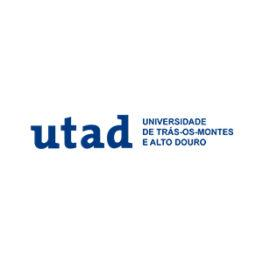 utad
UNIVERSIDADE
DE TRÁS-OS-MONTES
E ALTO DOURO